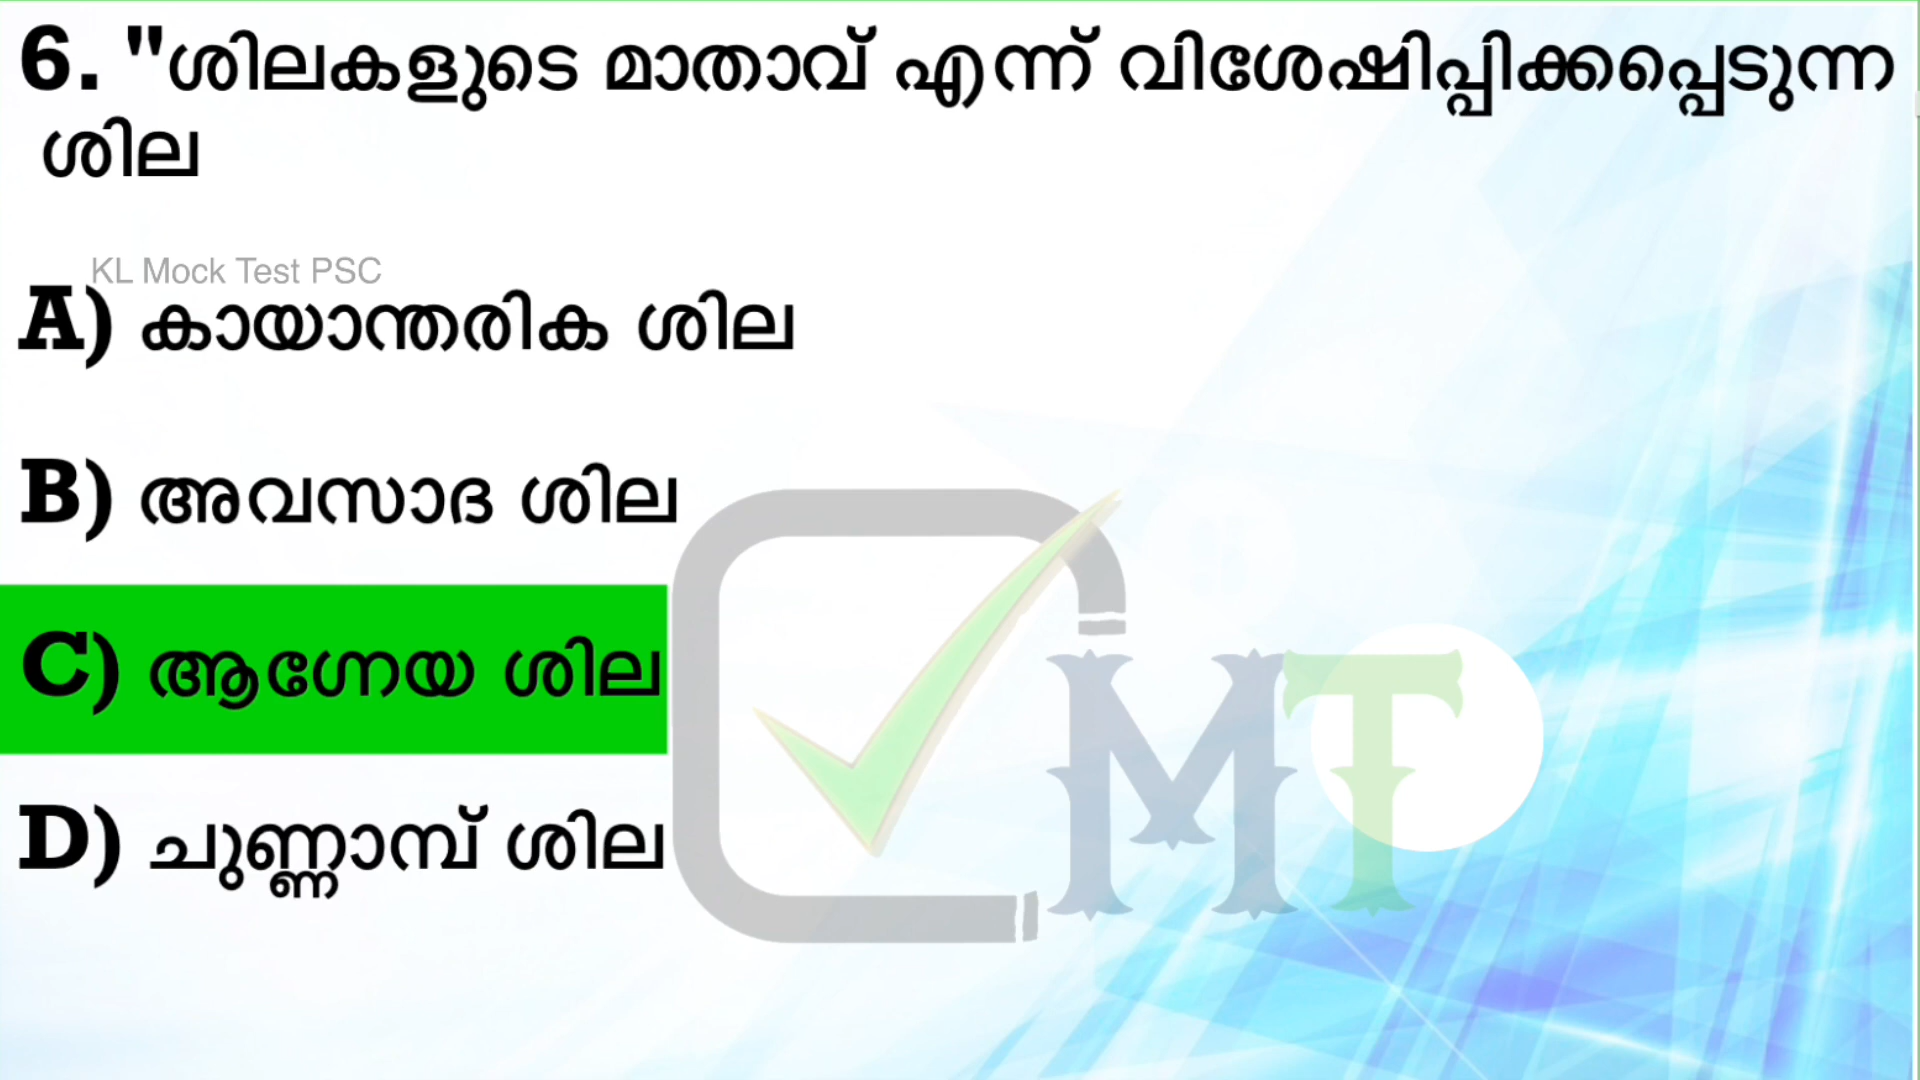 6. "ശിലകളുടെ മാതാവ് എന്ന് വിശേഷിപ്പിക്കപ്പെടുന്ന
ശില
KL Mock Test PSC
A) കായാന്തരിക ശില
B) അവസാദ ശില
C) ആഗ്നേയ ശില
D) ചുണ്ണാമ്പ് ശില
MT